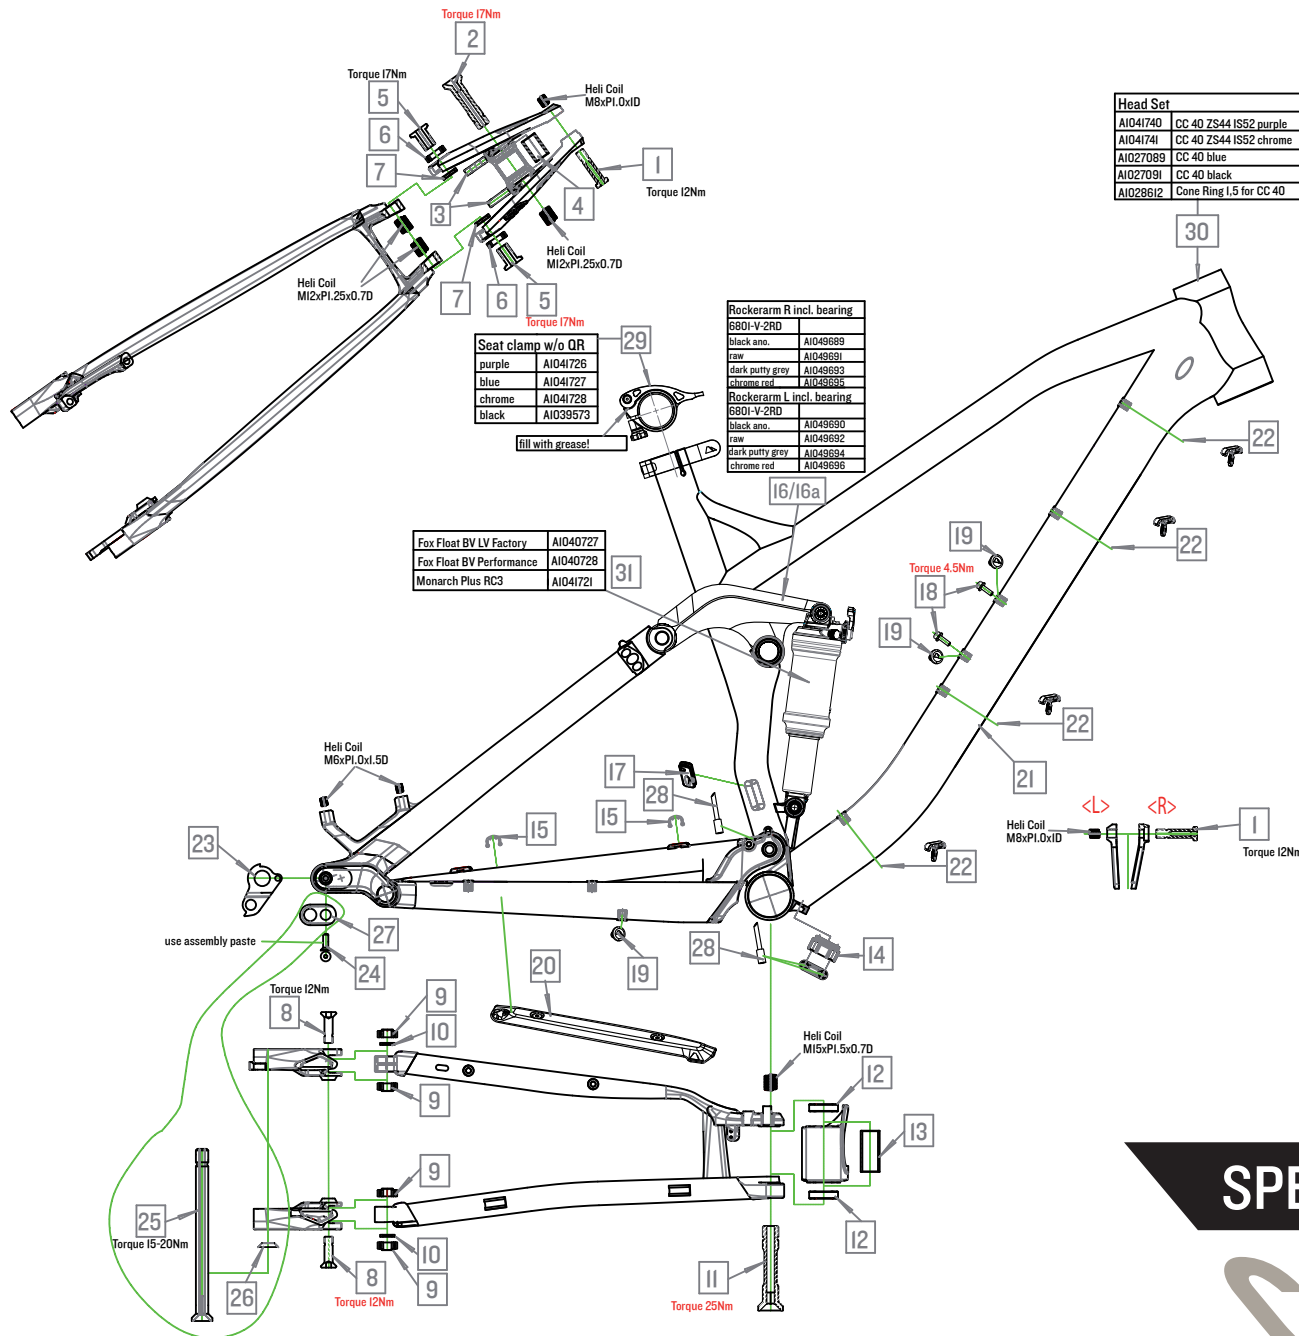 Torque 17Nm
2
Torque 17Nm
5
Heli Coil
M8xP1.0x1D
6
7
3
4
1
Torque 12Nm
Heli Coil
M12xP1.25x0.7D
Heli Coil
M12xP1.25x0.7D
7
6
5
Torque 17Nm
Head Set
A1041740 CC 40 ZS44 IS52 purple
A1041741 CC 40 ZS44 IS52 chrome
A1027089 CC 40 blue
A1027091 CC 40 black
A1028612 Cone Ring 1,5 for CC 40
30
Seat clamp w/o QR
purple A1041726
blue A1041727
chrome A1041728
black A1039573
29
fill with grease!
Rockerarm R incl. bearing
6801-V-2RD
black ano. A1049689
raw A1049691
dark putty grey A1049693
chrome red A1049695
Rockerarm L incl. bearing
6801-V-2RD
black ano. A1049690
raw A1049692
dark putty grey A1049694
chrome red A1049696
16/16a
22
22
Fox Float BV LV Factory A1040727
Fox Float BV Performance A1040728
Monarch Plus RC3 A1041721
31
19
Torque 4.5Nm
18
19
22
21
Heli Coil
M6xP1.0x1.5D
17
28
15
15
23
<L> <R>
Heli Coil
M8xP1.0x1D
1
Torque 12Nm
22
27
use assembly paste
24
19
28
14
20
Torque 12Nm
8
9
10
9
Heli Coil
M15xP1.5x0.7D
12
13
9
25
Torque 15-20Nm
26
8
Torque 12Nm
10
9
11
Torque 25Nm
12
SPE